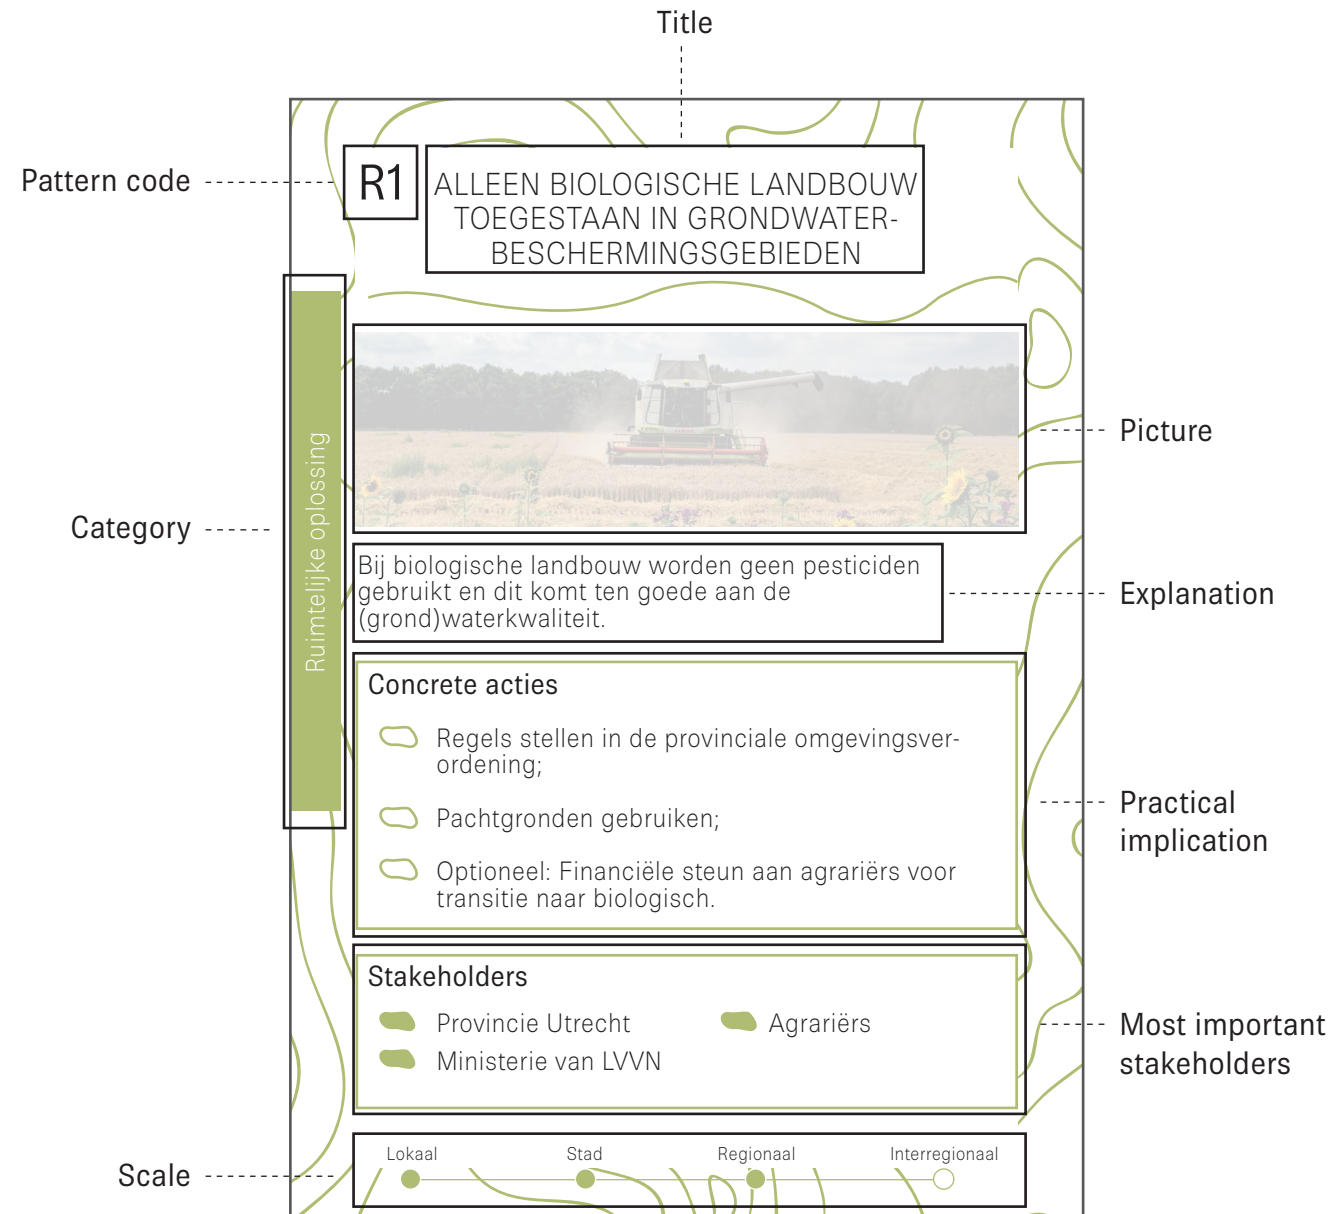 Title
Pattern code
R1
ALLEEN BIOLOGISCHE LANDBOUW
TOEGESTAAN IN GRONDWATER-
BESCHERMINGSGEBIEDEN
Picture
Category
Ruimtelijke oplossing
Bij biologische landbouw worden geen pesticiden
gebruikt en dit komt ten goede aan de
(grond)waterkwaliteit.
Explanation
Concrete acties
Regels stellen in de provinciale omgevingsver-
ordening;
Pachtgronden gebruiken;
Optioneel: Financiële steun aan agrariërs voor
transitie naar biologisch.
Practical
implication
Stakeholders
Provincie Utrecht
Agrariërs
Ministerie van LVVN
Most important
stakeholders
Scale
Lokaal
Stad
Regionaal
Interregionaal